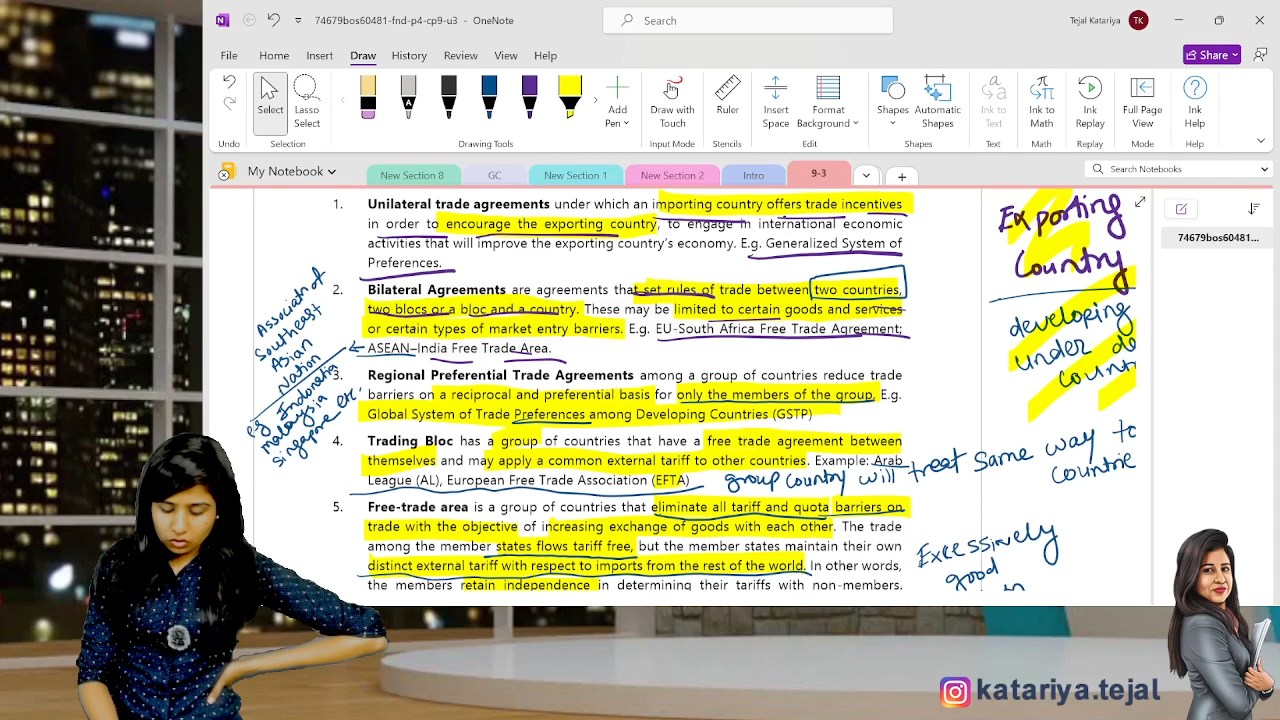 74679bos60481-fnd-p4-cp9-u3 - OneNote
Search
Tejal Katariya
TK
File Home Insert Draw History Review View Help
Share
Undo
Select
Lasso Select
Selection
A
Drawing Tools
Add Pen
Draw with Touch
Input Mode
Ruler
Stencils
Insert Space
Format Background
Edit
Shapes
Automatic Shapes
Ink to Text
Text
Ink to Math
Math
Ink Replay
Replay
Full Page View
View
Ink Help
Help
My Notebook
New Section 8
GC
New Section 1
New Section 2
Intro
9-3
Search Notebooks
74679bos60481...
1. Unilateral trade agreements under which an importing country offers trade incentives
in order to encourage the exporting country, to engage in international economic
activities that will improve the exporting country's economy. E.g. Generalized System of
Preferences.
2. Bilateral Agreements are agreements that set rules of trade between two countries,
two blocs or a bloc and a country. These may be limited to certain goods and services
or certain types of market entry barriers. E.g. EU-South Africa Free Trade Agreement;
ASEAN–India Free Trade Area.
3. Regional Preferential Trade Agreements among a group of countries reduce trade
barriers on a reciprocal and preferential basis for only the members of the group. E.g.
Global System of Trade Preferences among Developing Countries (GSTP)
4. Trading Bloc has a group of countries that have a free trade agreement between
themselves and may apply a common external tariff to other countries. Example: Arab
League (AL), European Free Trade Association (EFTA)
5. Free-trade area is a group of countries that eliminate all tariff and quota barriers on
trade with the objective of increasing exchange of goods with each other. The trade
among the member states flows tariff free, but the member states maintain their own
distinct external tariff with respect to imports from the rest of the world. In other words,
the members retain independence in determining their tariffs with non-members.
Southeast
Asian
Nation
e.g Indonetia
malaysia
Singapore etc.
Exporting
Country
developing
under de
countr
group country will treat same way to
Countrie
Excessively
good
in
katariya.tejal